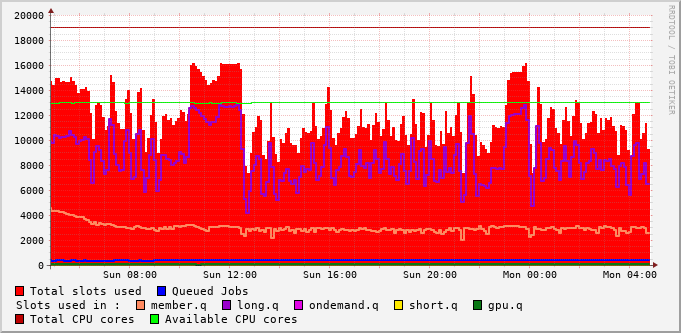 20000
18000
16000
14000
12000
10000
8000
6000
4000
2000
0
Sun 08:00 Sun 12:00 Sun 16:00 Sun 20:00 Mon 00:00 Mon 04:00
RRDTOOL / TOBI OETIKER
Total slots used Queued Jobs
Slots used in : member.q long.q ondemand.q short.q gpu.q
Total CPU cores Available CPU cores